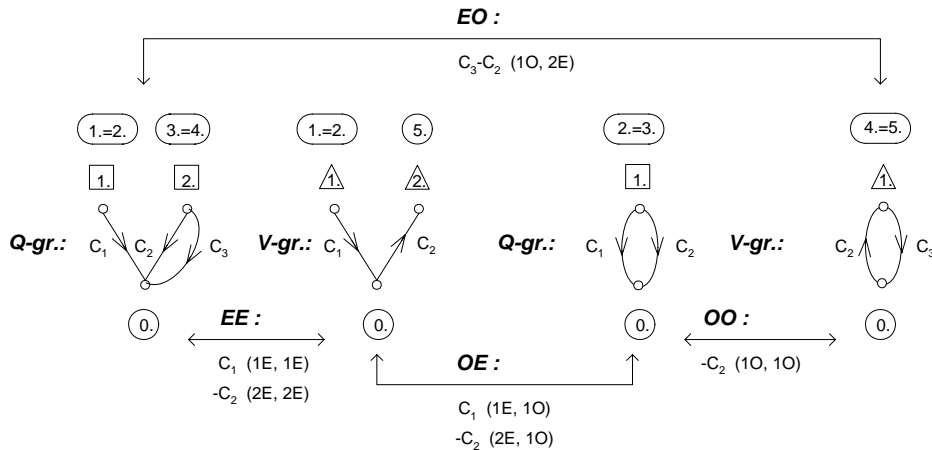 EO :
C₃-C₂ (1O, 2E)
1.=2. 3.=4. 1.=2. 5. 2.=3. 4.=5.
1. 2. 1. 2. 1. 1.
Q-gr.: C₁ C₂ C₃ V-gr.: C₁ C₂ Q-gr.: C₁ C₂ V-gr.: C₂ C₃
0. 0. 0. 0.
EE : OO :
C₁ (1E, 1E) OE : -C₂ (1O, 1O)
-C₂ (2E, 2E)
C₁ (1E, 1O)
-C₂ (2E, 1O)